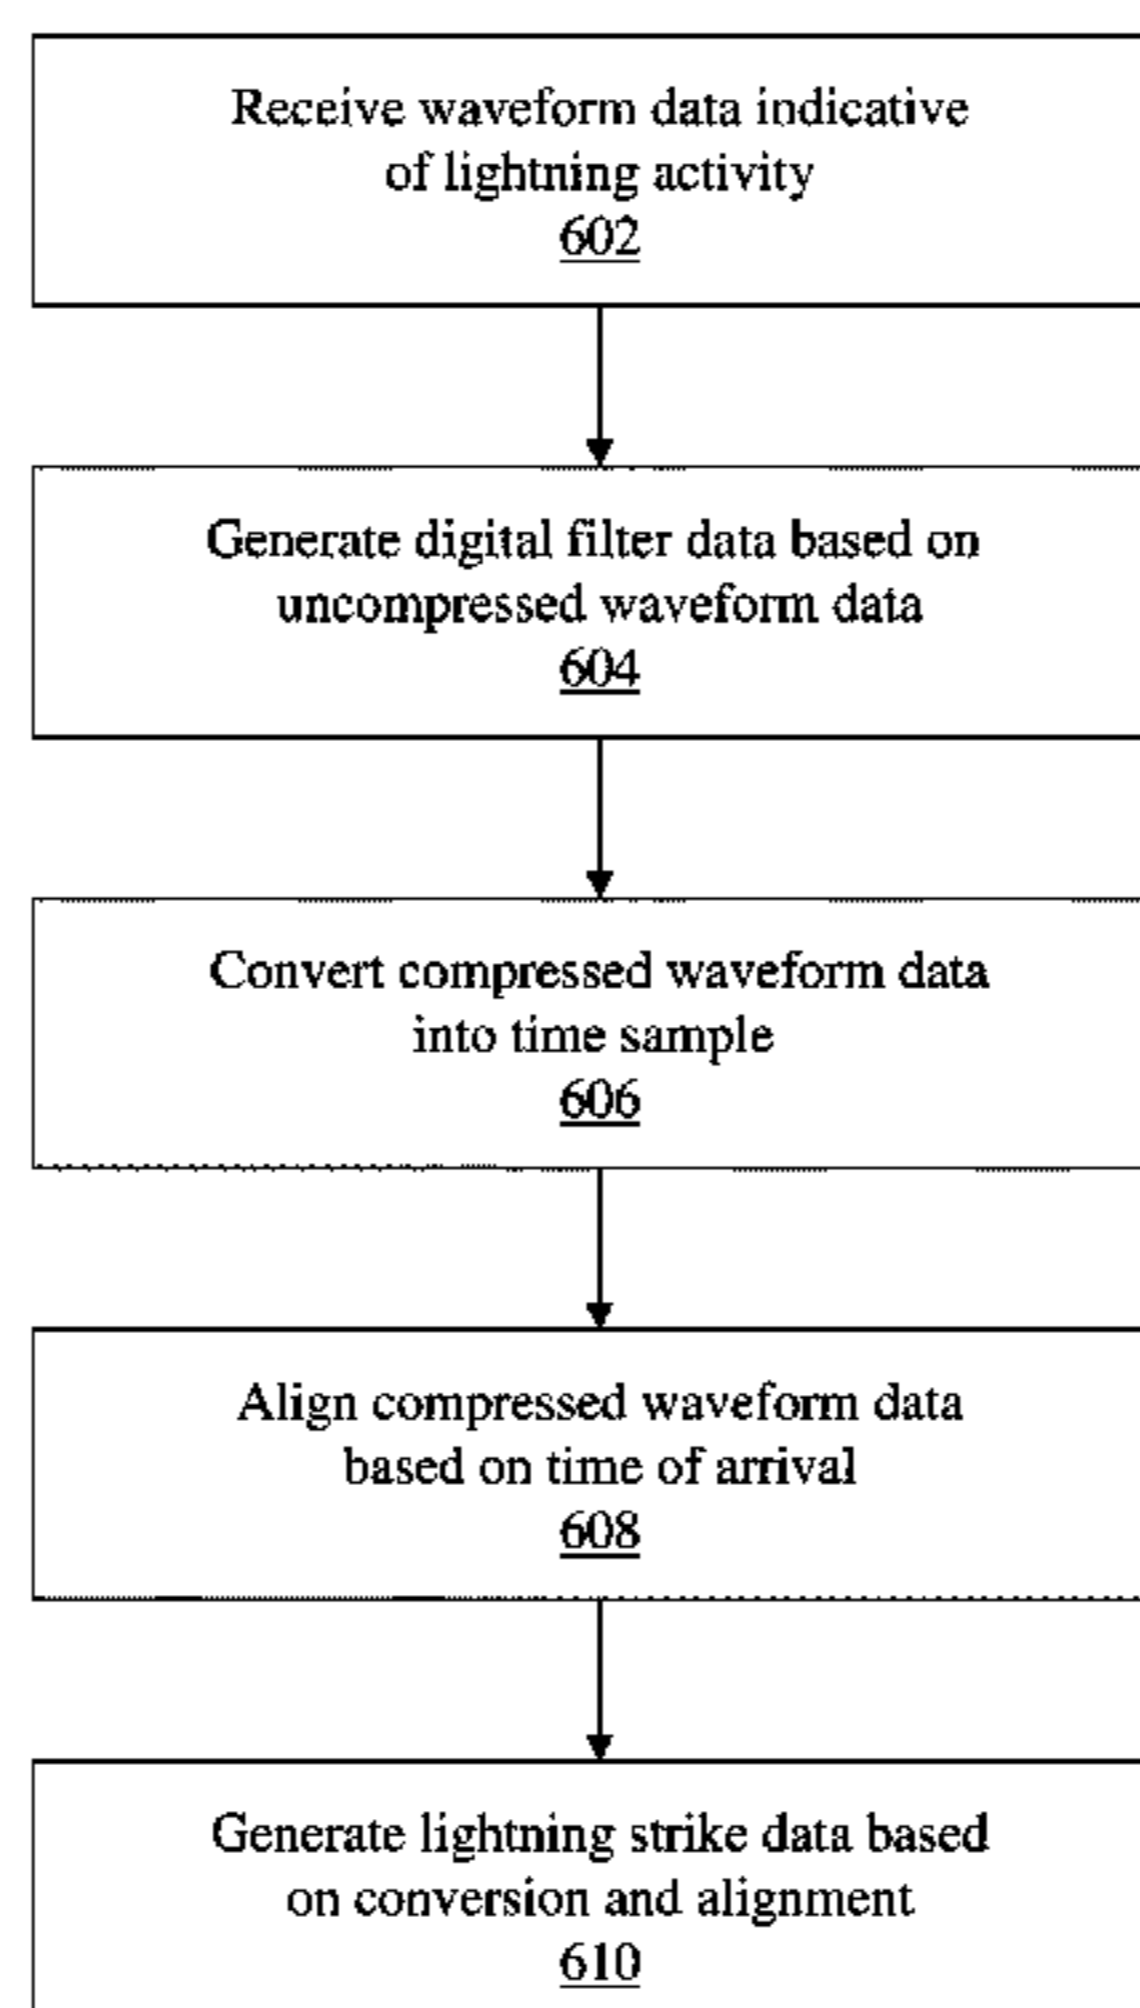 Receive waveform data indicative
of lightning activity
602
Generate digital filter data based on
uncompressed waveform data
604
Convert compressed waveform data
into time sample
606
Align compressed waveform data
based on time of arrival
608
Generate lightning strike data based
on conversion and alignment
610